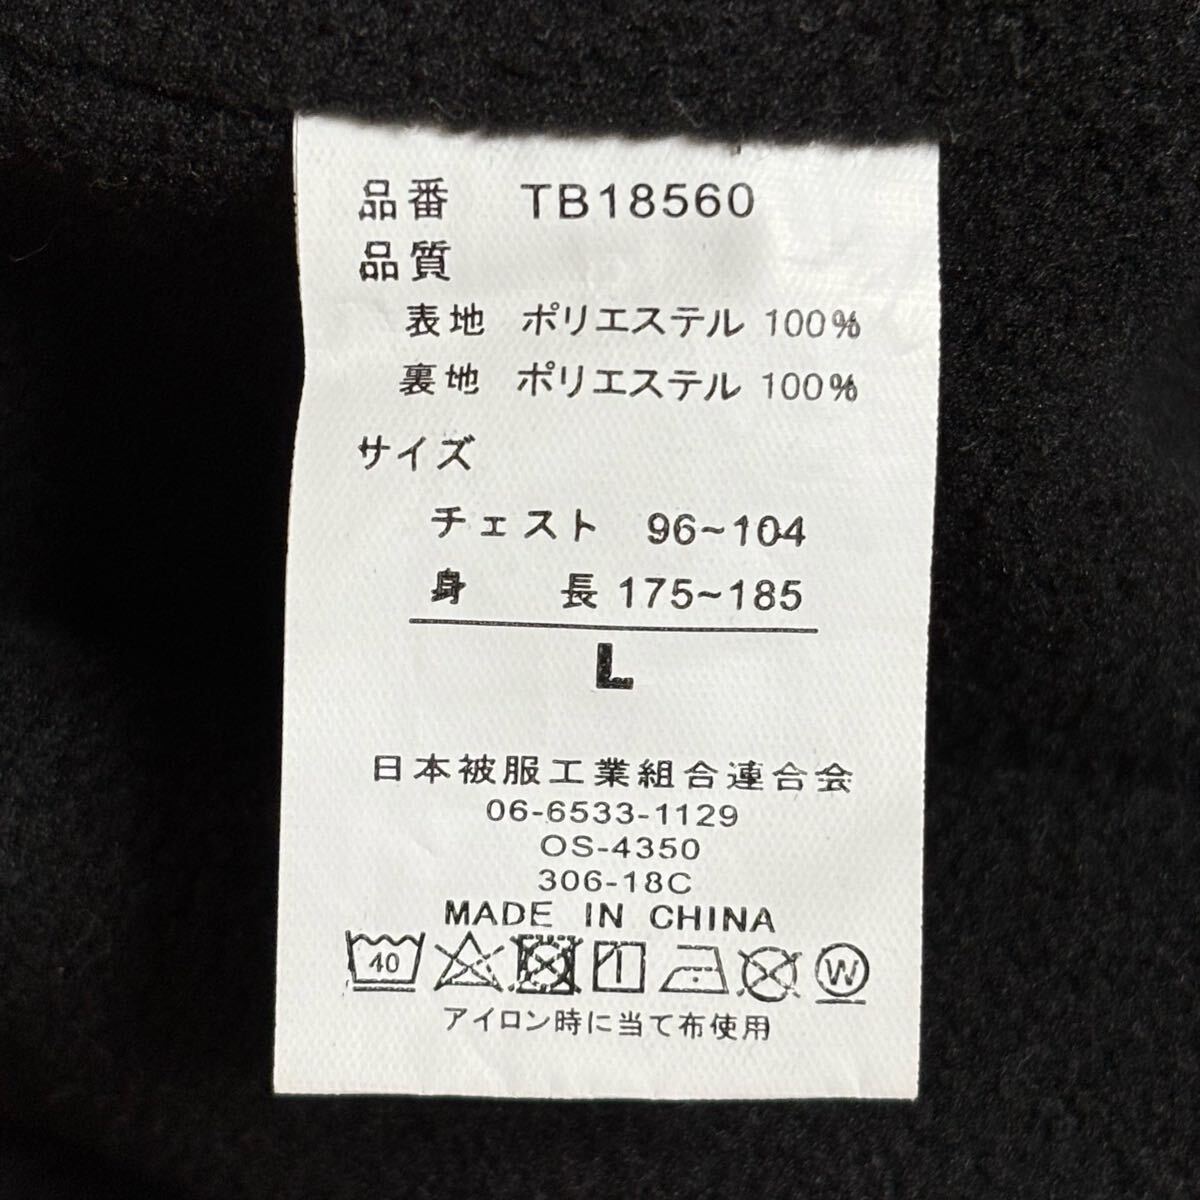 品番 TB18560
品質
表地 ポリエステル 100%
裏地 ポリエステル 100%
サイズ
チェスト 96~104
身 長 175~185
L
日本被服工業組合連合会
06-6533-1129
OS-4350
306-18C
MADE IN CHINA
40 W
アイロン時に当て布使用